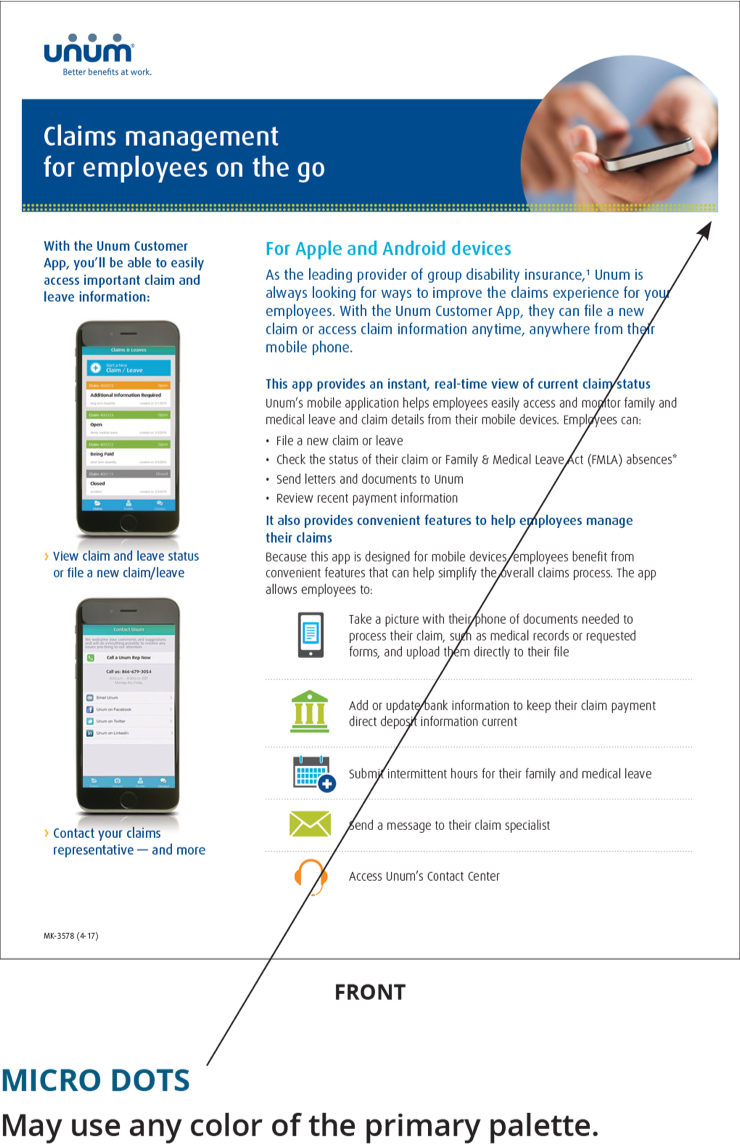 unum®
Better benefits at work.
Claims management
for employees on the go
With the Unum Customer
App, you'll be able to easily
access important claim and
leave information:
Claims & Leaves
Start a New
Claim / Leave
Additional Information Required
Open
Being Paid
Closed
› View claim and leave status
or file a new claim/leave
Contact Unum
Call a Unum Rep Now
Call us: 866-679-3054
Email Unum
Unum on Facebook
Unum on Twitter
Unum on LinkedIn
› Contact your claims
representative — and more
For Apple and Android devices
As the leading provider of group disability insurance,¹ Unum is
always looking for ways to improve the claims experience for your
employees. With the Unum Customer App, they can file a new
claim or access claim information anytime, anywhere from their
mobile phone.
This app provides an instant, real-time view of current claim status
Unum's mobile application helps employees easily access and monitor family and
medical leave and claim details from their mobile devices. Employees can:
• File a new claim or leave
• Check the status of their claim or Family & Medical Leave Act (FMLA) absences*
• Send letters and documents to Unum
• Review recent payment information
It also provides convenient features to help employees manage
their claims
Because this app is designed for mobile devices, employees benefit from
convenient features that can help simplify the overall claims process. The app
allows employees to:
Take a picture with their phone of documents needed to
process their claim, such as medical records or requested
forms, and upload them directly to their file
Add or update bank information to keep their claim payment
direct deposit information current
Submit intermittent hours for their family and medical leave
Send a message to their claim specialist
Access Unum's Contact Center
MK-3578 (4-17)
FRONT
MICRO DOTS
May use any color of the primary palette.